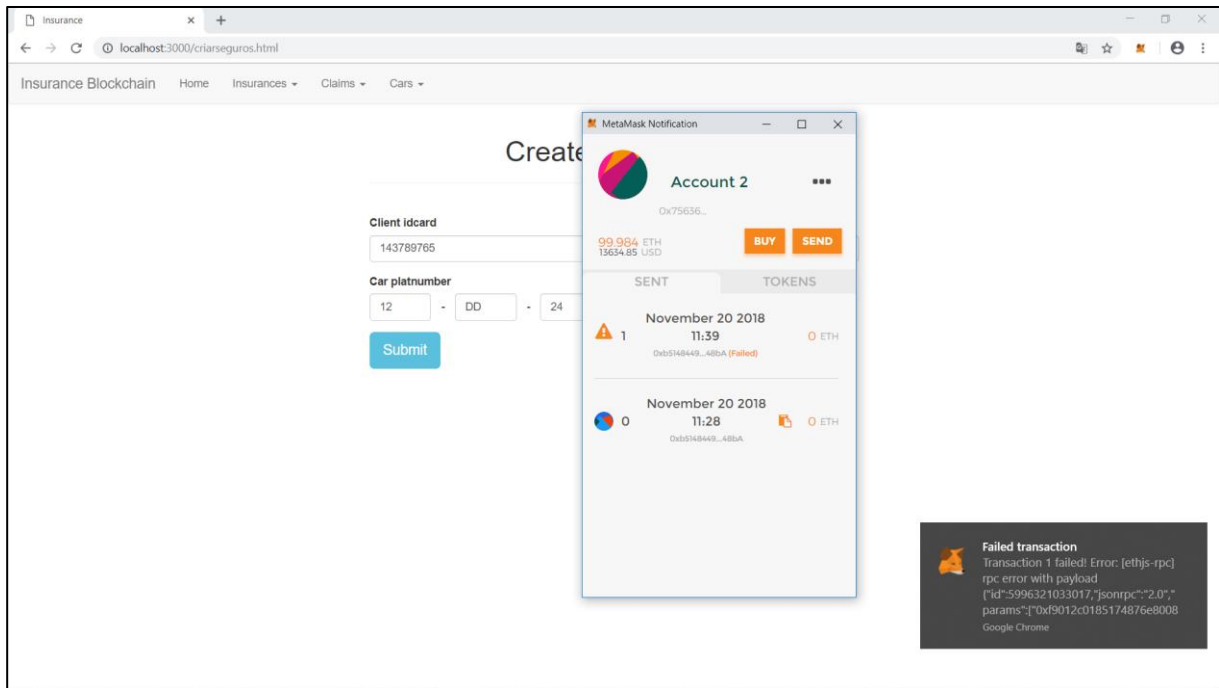 Insurance
localhost:3000/criarseguros.html
Insurance Blockchain Home Insurances Claims Cars
Create
Client idcard
143789765
Car platnumber
12 - DD - 24
Submit
MetaMask Notification
Account 2
0x75636...
99.984 ETH
13634.85 USD
BUY SEND
SENT TOKENS
November 20 2018
1 11:39 0 ETH
0xb5148449...48bA (Failed)
November 20 2018
0 11:28 0 ETH
0xb5148449...48bA
Failed transaction
Transaction 1 failed! Error: [ethjs-rpc]
rpc error with payload
{"id":5996321033017,"jsonrpc":"2.0","
params":["0xf9012c0185174876e8008
Google Chrome